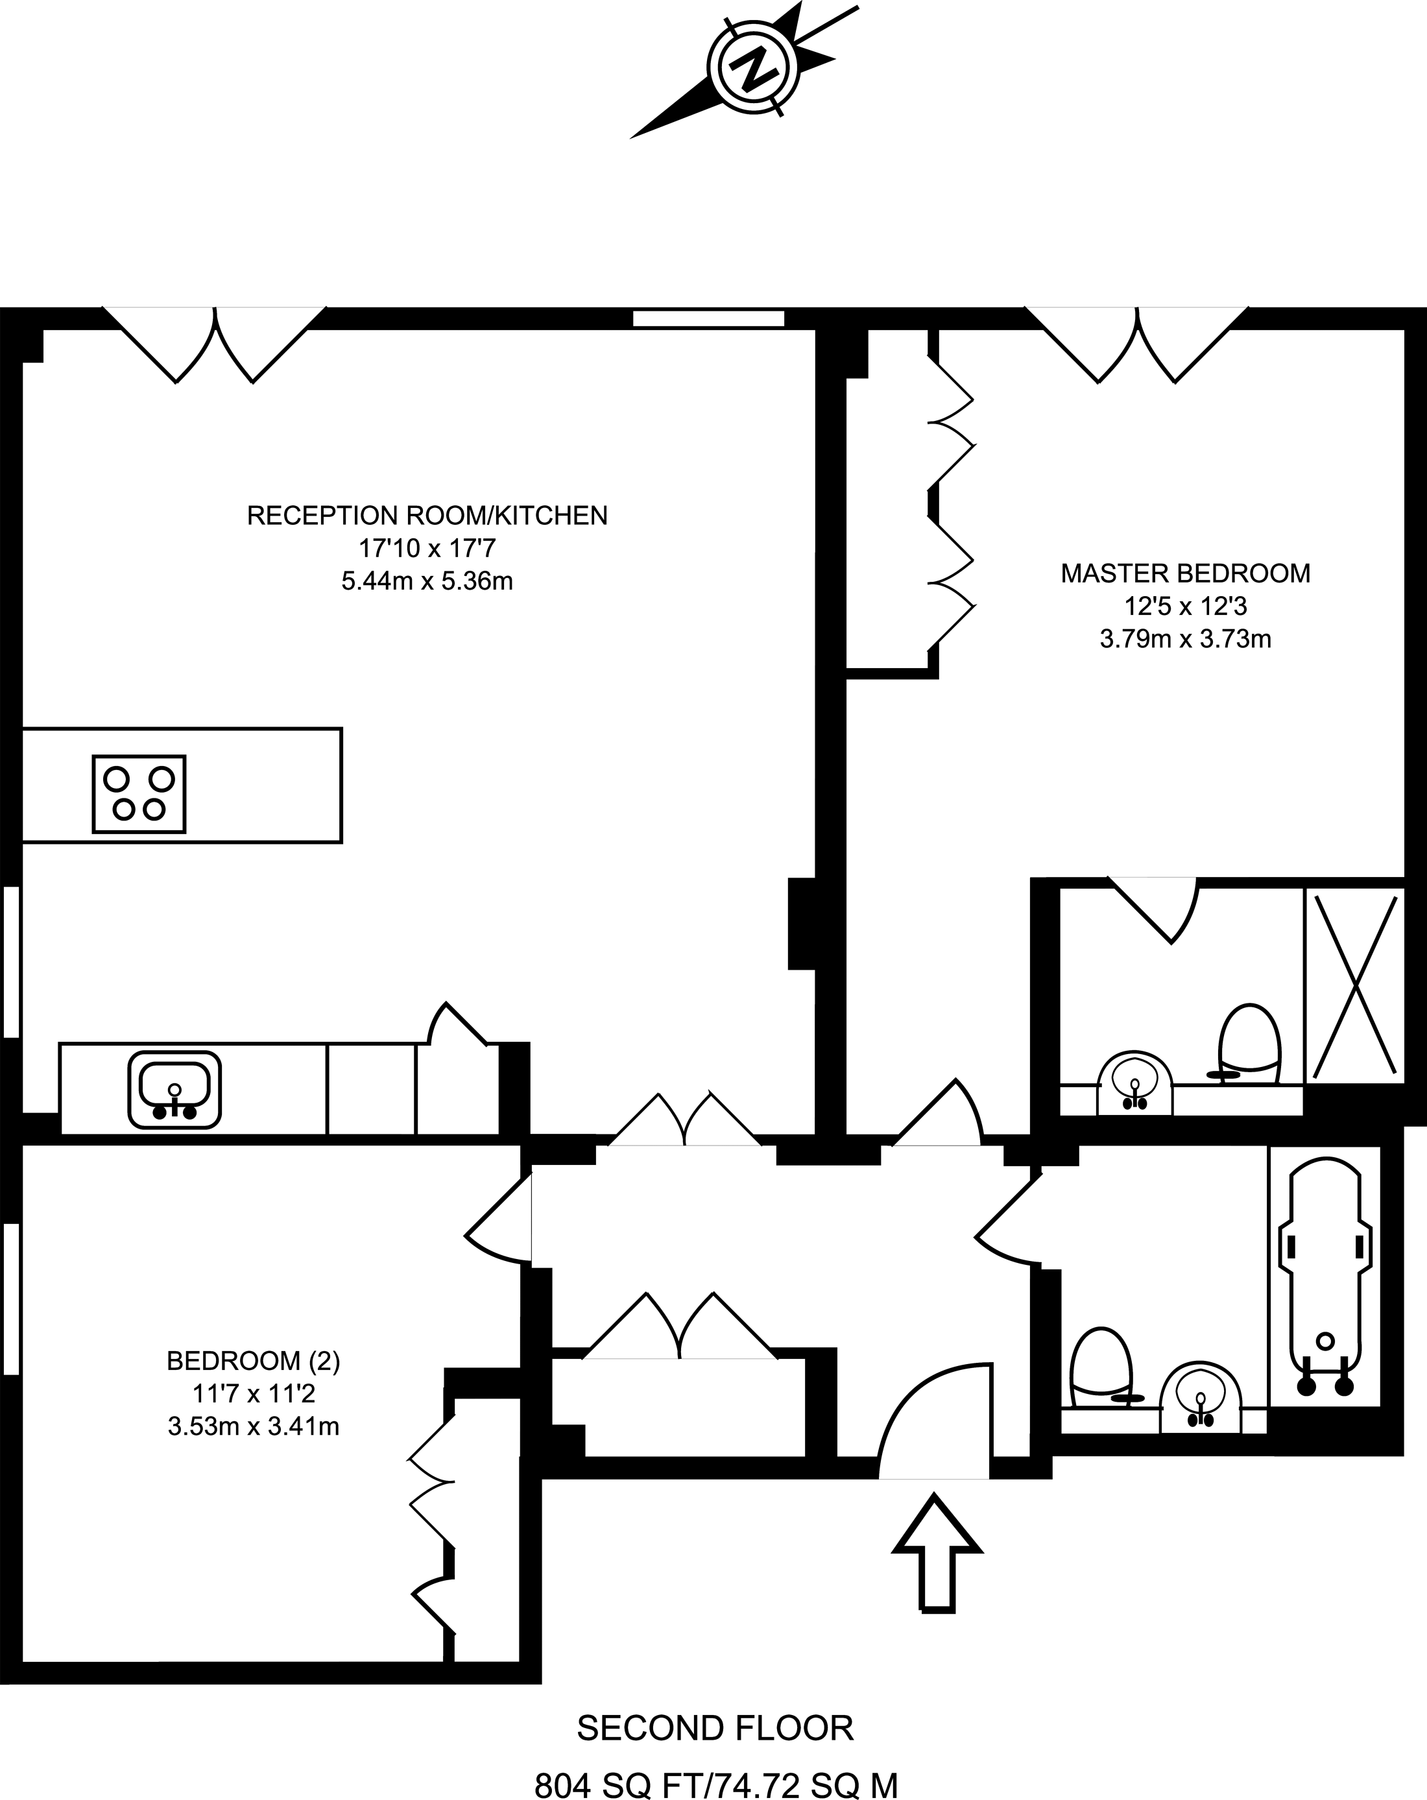 N
RECEPTION ROOM/KITCHEN
17'10 x 17'7
5.44m x 5.36m
MASTER BEDROOM
12'5 x 12'3
3.79m x 3.73m
BEDROOM (2)
11'7 x 11'2
3.53m x 3.41m
SECOND FLOOR
804 SQ FT/74.72 SQ M